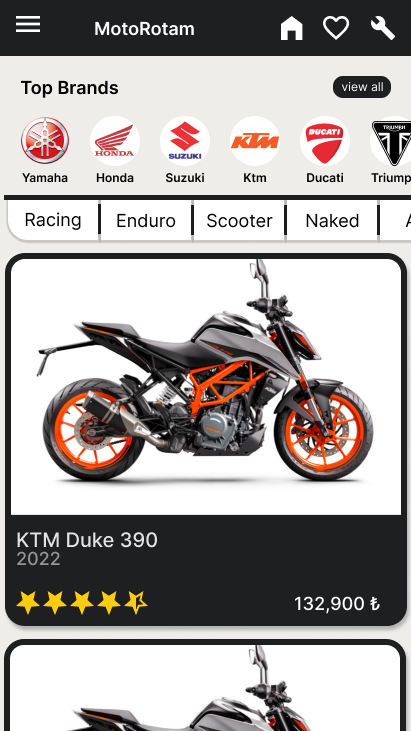 MotoRotam
Top Brands
view all
HONDA
SUZUKI
KTM
DUCATI
TRIUMPH
Yamaha
Honda
Suzuki
Ktm
Ducati
Triump
Racing
Enduro
Scooter
Naked
KTM Duke 390
2022
132,900 ₺